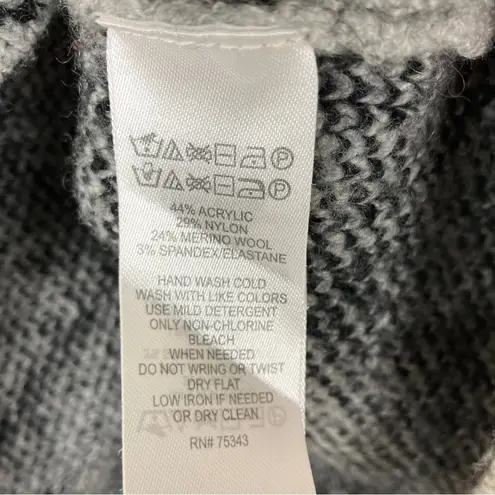 44% ACRYLIC
29% NYLON
24% MERINO WOOL
3% SPANDEX/ELASTANE
HAND WASH COLD
WASH WITH LIKE COLORS
USE MILD DETERGENT
ONLY NON-CHLORINE
BLEACH
WHEN NEEDED
DO NOT WRING OR TWIST
DRY FLAT
LOW IRON IF NEEDED
OR DRY CLEAN
RN# 75343